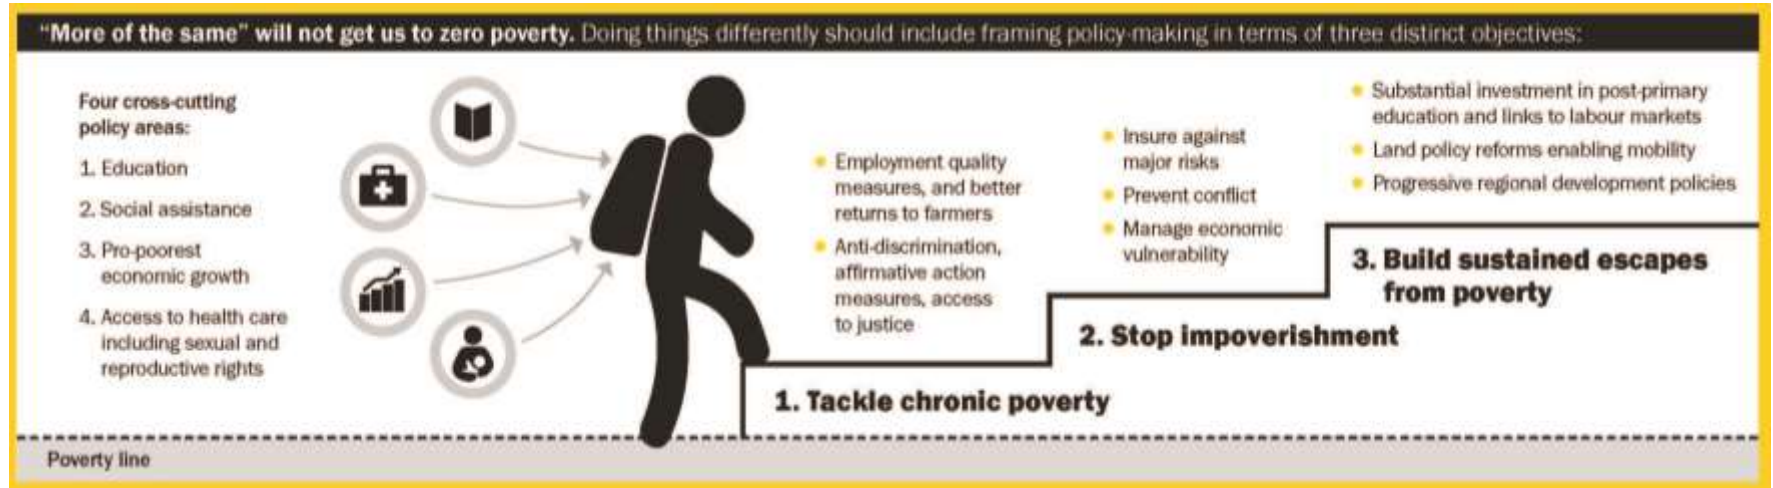 “More of the same” will not get us to zero poverty. Doing things differently should include framing policy-making in terms of three distinct objectives:
Four cross-cutting
policy areas:
1. Education
2. Social assistance
3. Pro-poorest
economic growth
4. Access to health care
including sexual and
reproductive rights
Employment quality
measures, and better
returns to farmers
Anti-discrimination,
affirmative action
measures, access
to justice
1. Tackle chronic poverty
Insure against
major risks
Prevent conflict
Manage economic
vulnerability
2. Stop impoverishment
Substantial investment in post-primary
education and links to labour markets
Land policy reforms enabling mobility
Progressive regional development policies
3. Build sustained escapes
from poverty
Poverty line